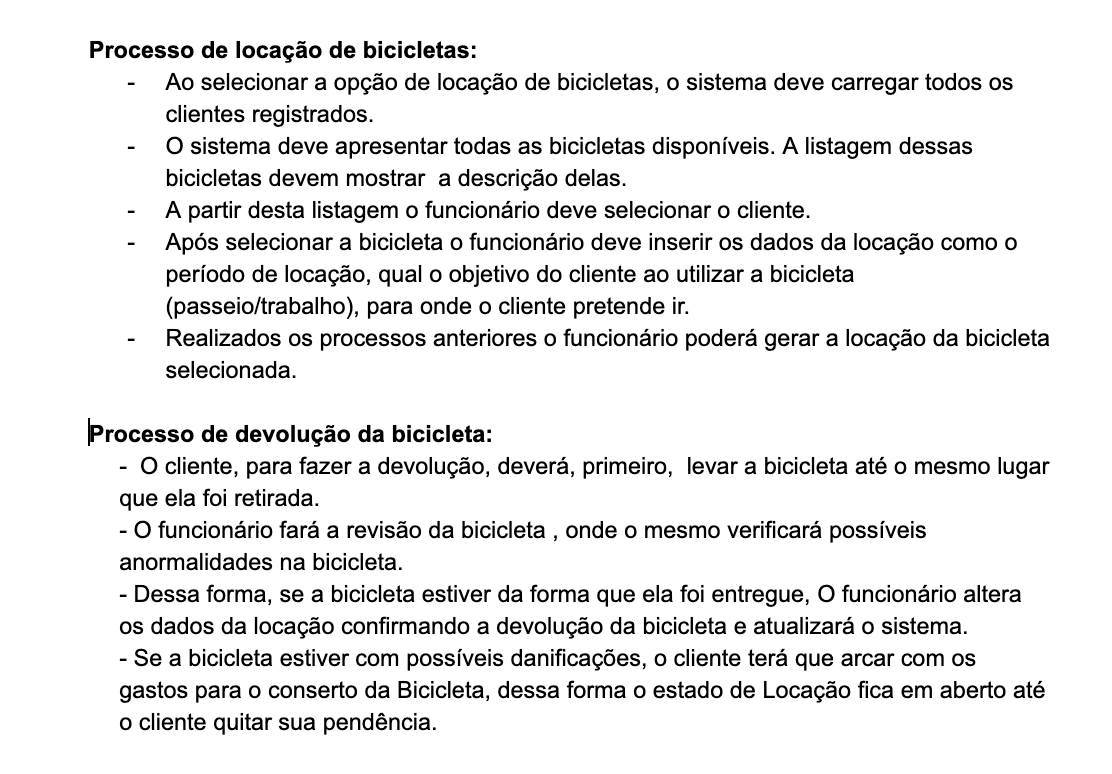 Processo de locação de bicicletas:
- Ao selecionar a opção de locação de bicicletas, o sistema deve carregar todos os
clientes registrados.
- O sistema deve apresentar todas as bicicletas disponíveis. A listagem dessas
bicicletas devem mostrar  a descrição delas.
- A partir desta listagem o funcionário deve selecionar o cliente.
- Após selecionar a bicicleta o funcionário deve inserir os dados da locação como o
período de locação, qual o objetivo do cliente ao utilizar a bicicleta
(passeio/trabalho), para onde o cliente pretende ir.
- Realizados os processos anteriores o funcionário poderá gerar a locação da bicicleta
selecionada.
Processo de devolução da bicicleta:
-  O cliente, para fazer a devolução, deverá, primeiro,  levar a bicicleta até o mesmo lugar
que ela foi retirada.
- O funcionário fará a revisão da bicicleta , onde o mesmo verificará possíveis
anormalidades na bicicleta.
- Dessa forma, se a bicicleta estiver da forma que ela foi entregue, O funcionário altera
os dados da locação confirmando a devolução da bicicleta e atualizará o sistema.
- Se a bicicleta estiver com possíveis danificações, o cliente terá que arcar com os
gastos para o conserto da Bicicleta, dessa forma o estado de Locação fica em aberto até
o cliente quitar sua pendência.